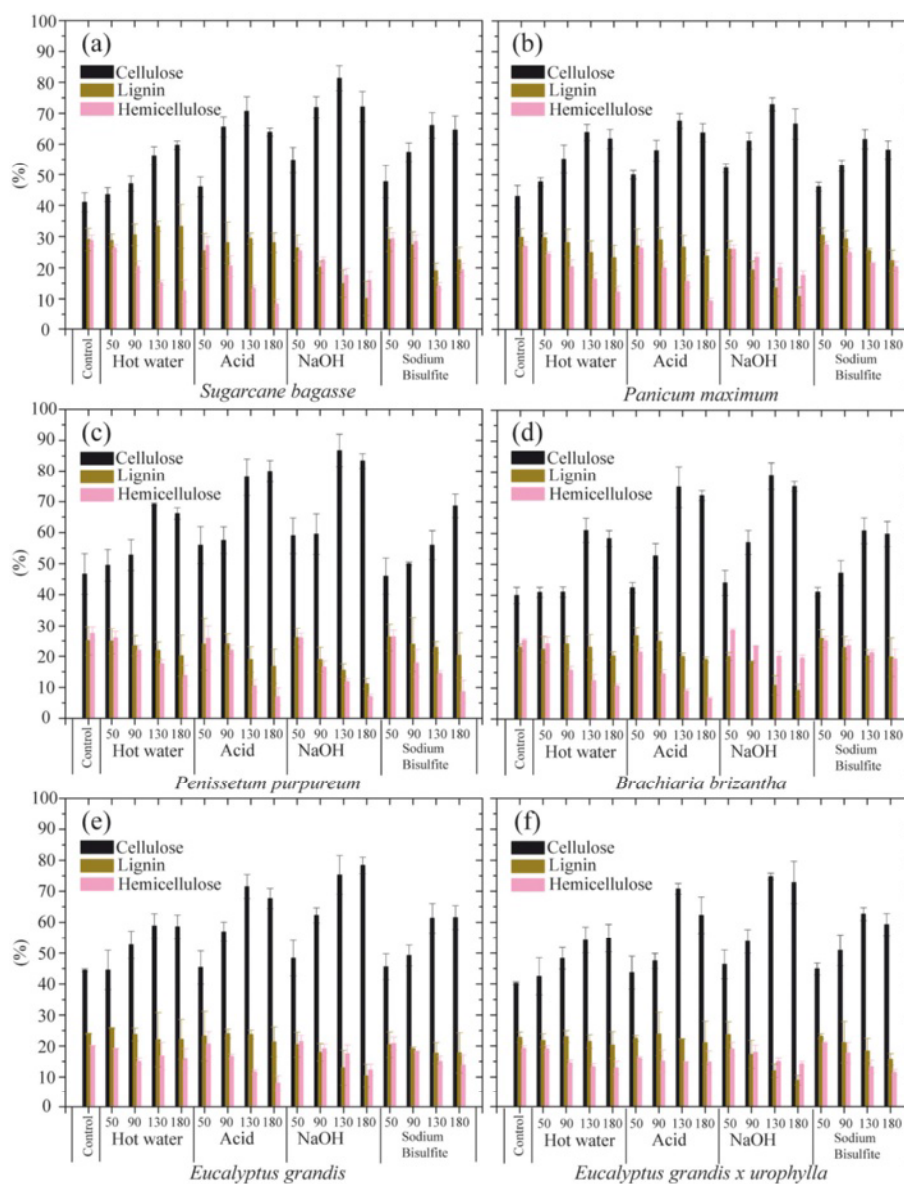 100
(a)
(b)
90
80
Cellulose
Cellulose
70
Lignin
Lignin
60
Hemicellulose
Hemicellulose
(%)
50
40
30
20
10
0
Control 50 90 130 180 50 90 130 180 50 90 130 180 50 90 130 180 Control 50 90 130 180 50 90 130 180 50 90 130 180 50 90 130 180
Hot water Acid NaOH Sodium Bisulfite Hot water Acid NaOH Sodium Bisulfite
Sugarcane bagasse
Panicum maximum
100
(c)
(d)
90
Cellulose
Cellulose
80
Lignin
Lignin
70
Hemicellulose
Hemicellulose
60
(%)
50
40
30
20
10
0
Control 50 90 130 180 50 90 130 180 50 90 130 180 50 90 130 180 Control 50 90 130 180 50 90 130 180 50 90 130 180 50 90 130 180
Hot water Acid NaOH Sodium Bisulfite Hot water Acid NaOH Sodium Bisulfite
Penissetum purpureum
Brachiaria brizantha
100
(e)
(f)
90
Cellulose
Cellulose
80
Lignin
Lignin
70
Hemicellulose
Hemicellulose
60
(%)
50
40
30
20
10
0
Control 50 90 130 180 50 90 130 180 50 90 130 180 50 90 130 180 Control 50 90 130 180 50 90 130 180 50 90 130 180 50 90 130 180
Hot water Acid NaOH Sodium Bisulfite Hot water Acid NaOH Sodium Bisulfite
Eucalyptus grandis
Eucalyptus grandis x urophylla